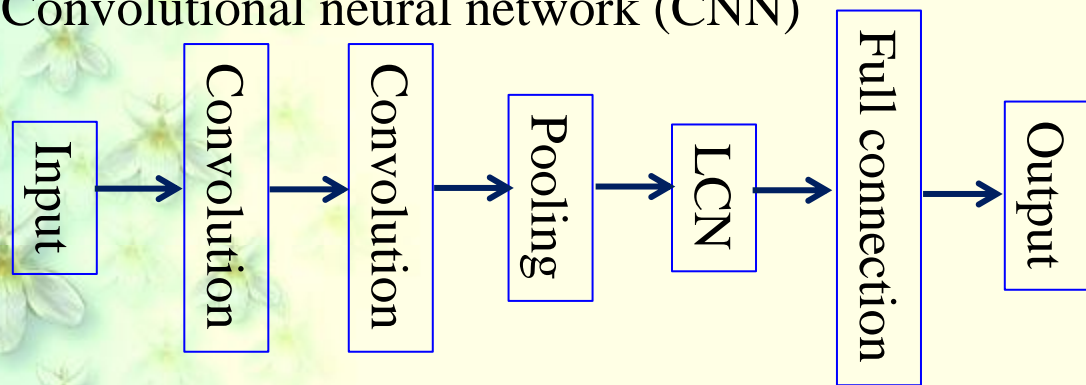 Convolutional neural network (CNN)
Input
Convolution
Convolution
Pooling
LCN
Full connection
Output